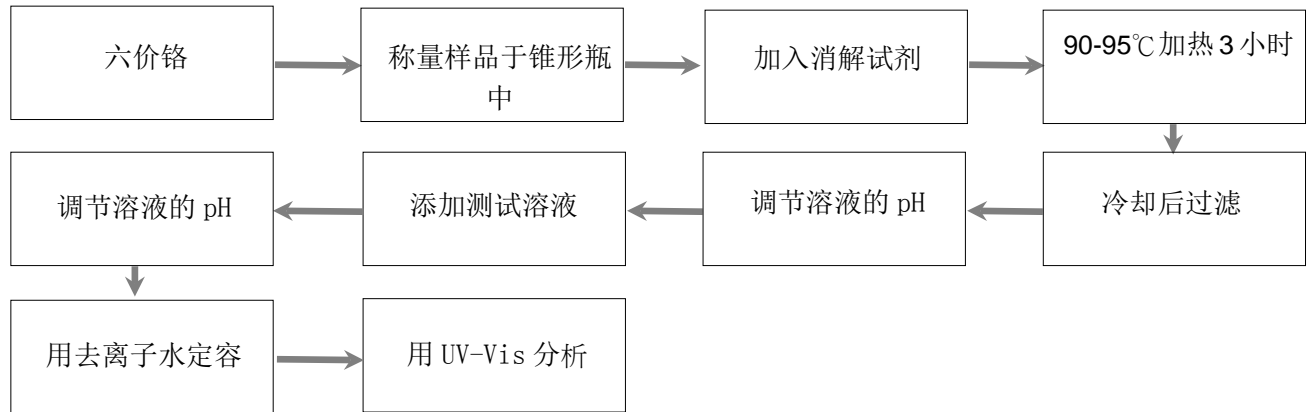 六价铬
称量样品于锥形瓶
中
加入消解试剂
90-95℃加热 3 小时
冷却后过滤
调节溶液的 pH
添加测试溶液
调节溶液的 pH
用去离子水定容
用 UV-Vis 分析